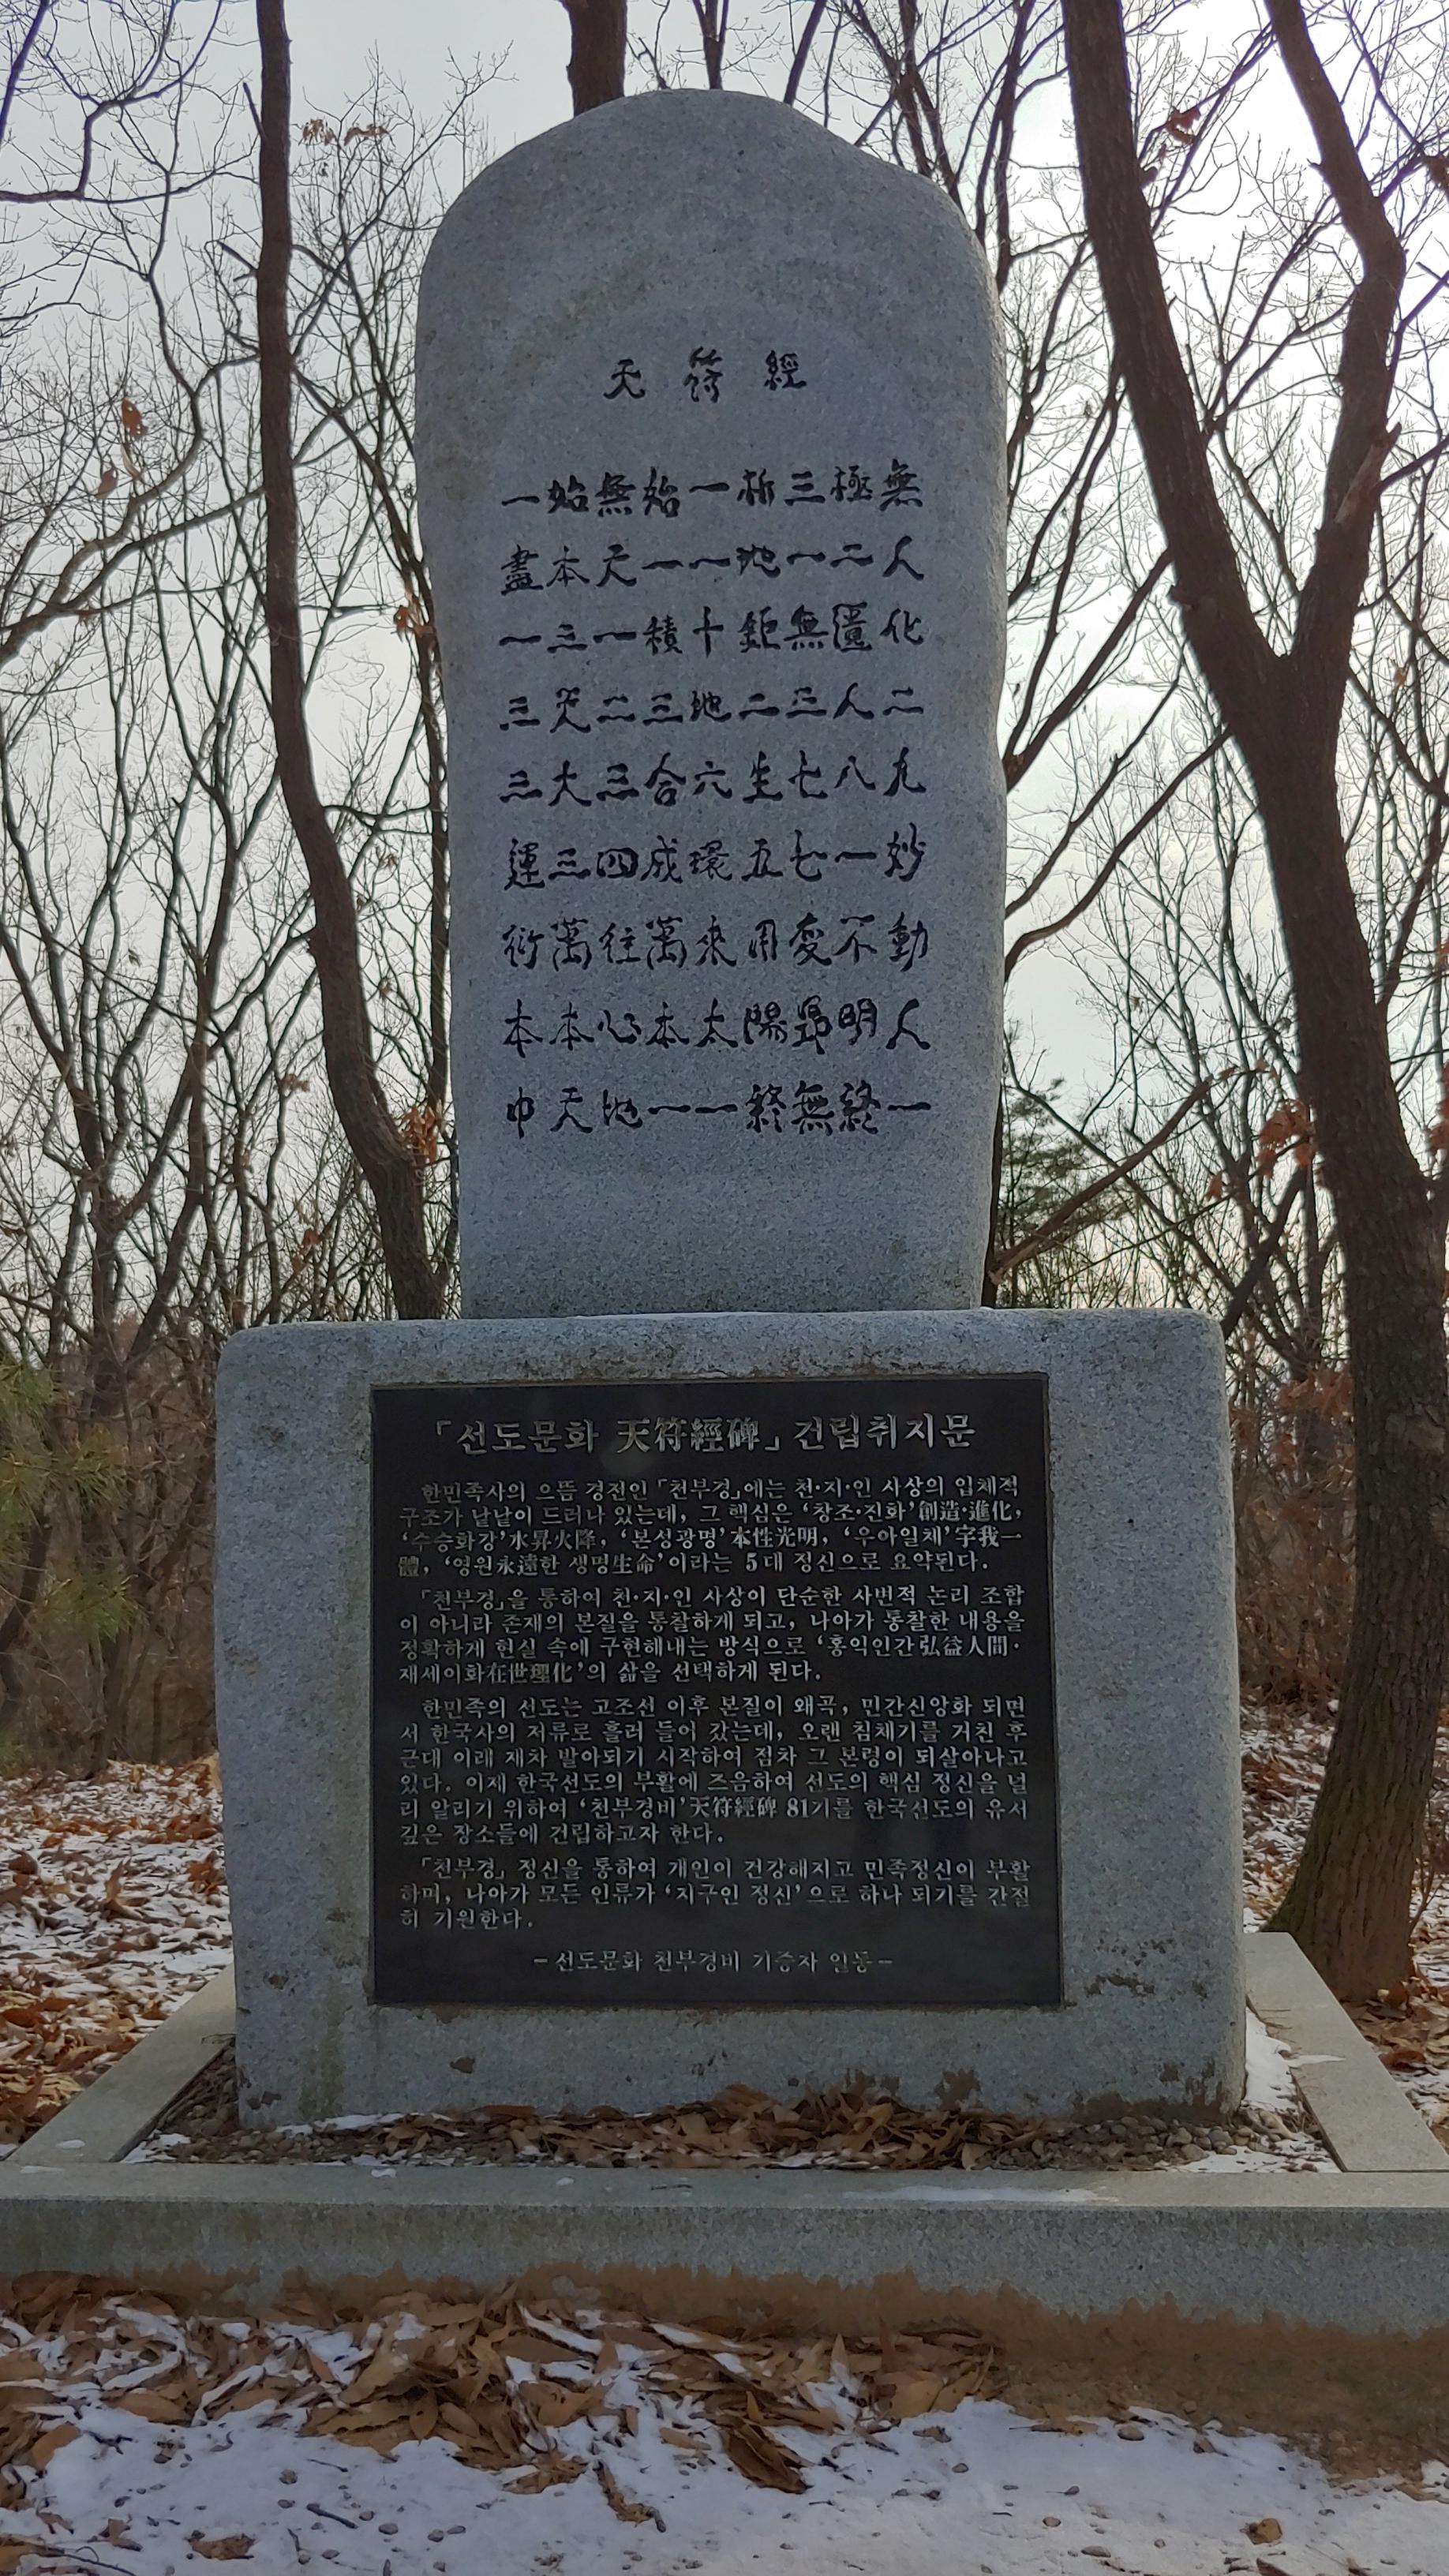 天符經
一始無始一析三極無
盡本天一一地一二人
一三一積十鉅無匱化
三天二三地二三人二
三大三合六生七八九
運三四成環五七一妙
衍萬往萬來用變不動
本本心本太陽昻明人
中天地一一終無終一
「선도문화 天符經碑」 건립취지문
한민족사의 으뜸 경전인 「천부경」에는 천·지·인 사상의 입체적
구조가 낱낱이 드러나 있는데, 그 핵심은 ‘창조·진화’創造·進化,
‘수승화강’水昇火降, ‘본성광명’本性光明, ‘우아일체’宇我一
體, ‘영원永遠한 생명生命’이라는 5대 정신으로 요약된다.
「천부경」을 통하여 천·지·인 사상이 단순한 사변적 논리 조합
이 아니라 존재의 본질을 통찰하게 되고, 나아가 통찰한 내용을
정확하게 현실 속에 구현해내는 방식으로 ‘홍익인간弘益人間·
재세이화在世理化’의 삶을 선택하게 된다.
한민족의 선도는 고조선 이후 본질이 왜곡, 민간신앙화 되면
서 한국사의 저류로 흘러 들어 갔는데, 오랜 침체기를 거친 후
근대 이래 재차 발아되기 시작하여 점차 그 본령이 되살아나고
있다. 이제 한국선도의 부활에 즈음하여 선도의 핵심 정신을 널
리 알리기 위하여 ‘천부경비’天符經碑 81기를 한국선도의 유서
깊은 장소들에 건립하고자 한다.
「천부경」 정신을 통하여 개인이 건강해지고 민족정신이 부활
하며, 나아가 모든 인류가 ‘지구인 정신’으로 하나 되기를 간절
히 기원한다.
- 선도문화 천부경비 기증자 일동 -